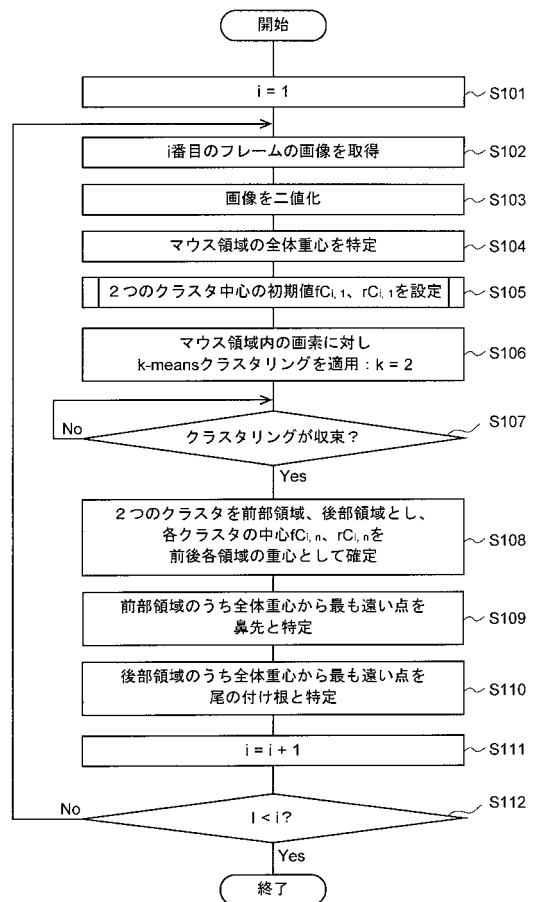 開始
i = 1
S101
i番目のフレームの画像を取得
S102
画像を二値化
S103
マウス領域の全体重心を特定
S104
2つのクラスタ中心の初期値fCi, 1、rCi, 1を設定
S105
マウス領域内の画素に対し
k-meansクラスタリングを適用：k = 2
S106
クラスタリングが収束？
S107
No
Yes
2つのクラスタを前部領域、後部領域とし、
各クラスタの中心fCi, n、rCi, nを
前後各領域の重心として確定
S108
前部領域のうち全体重心から最も遠い点を
鼻先と特定
S109
後部領域のうち全体重心から最も遠い点を
尾の付け根と特定
S110
i = i + 1
S111
I < i?
S112
No
Yes
終了